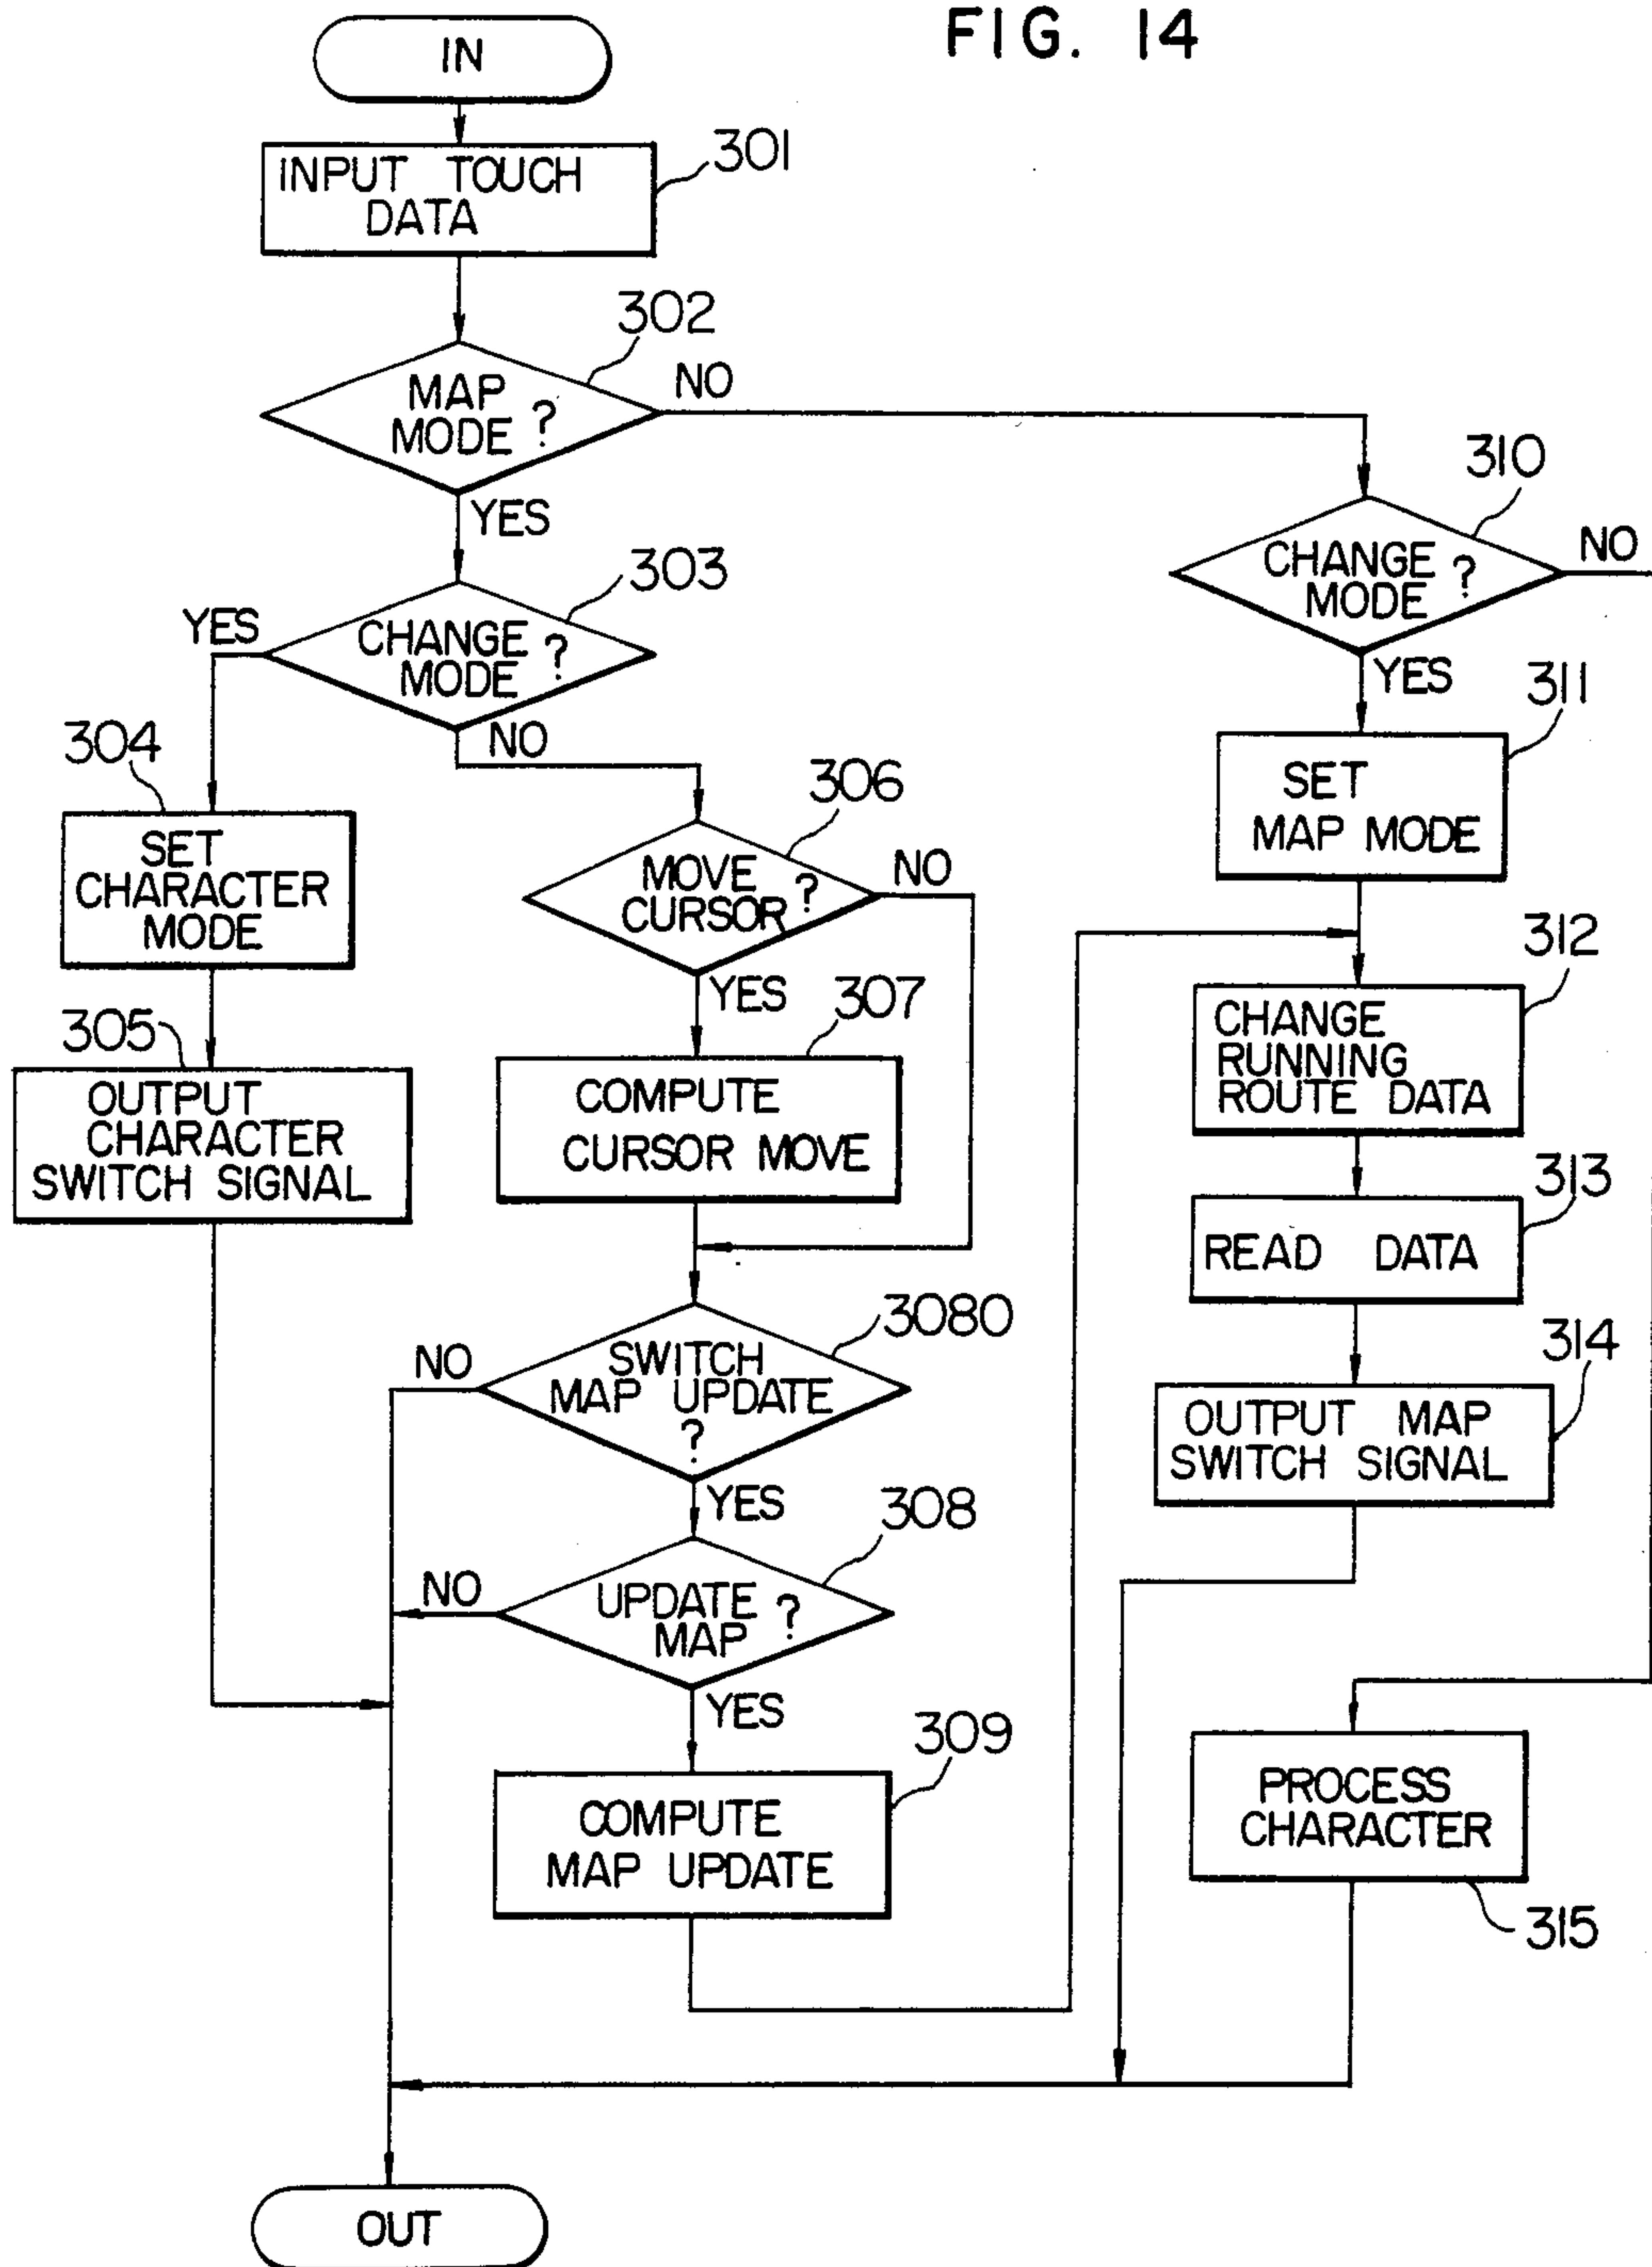 FIG. 14
IN
301
INPUT TOUCH
DATA
302
MAP
MODE ?
NO
YES
303
CHANGE
MODE ?
YES
NO
304
SET
CHARACTER
MODE
305
OUTPUT
CHARACTER
SWITCH SIGNAL
306
MOVE
CURSOR ?
NO
YES
307
COMPUTE
CURSOR MOVE
3080
SWITCH
MAP UPDATE
?
NO
YES
308
UPDATE
MAP ?
NO
YES
309
COMPUTE
MAP UPDATE
310
CHANGE
MODE ?
NO
YES
311
SET
MAP MODE
312
CHANGE
RUNNING
ROUTE DATA
313
READ DATA
314
OUTPUT MAP
SWITCH SIGNAL
PROCESS
CHARACTER
315
OUT